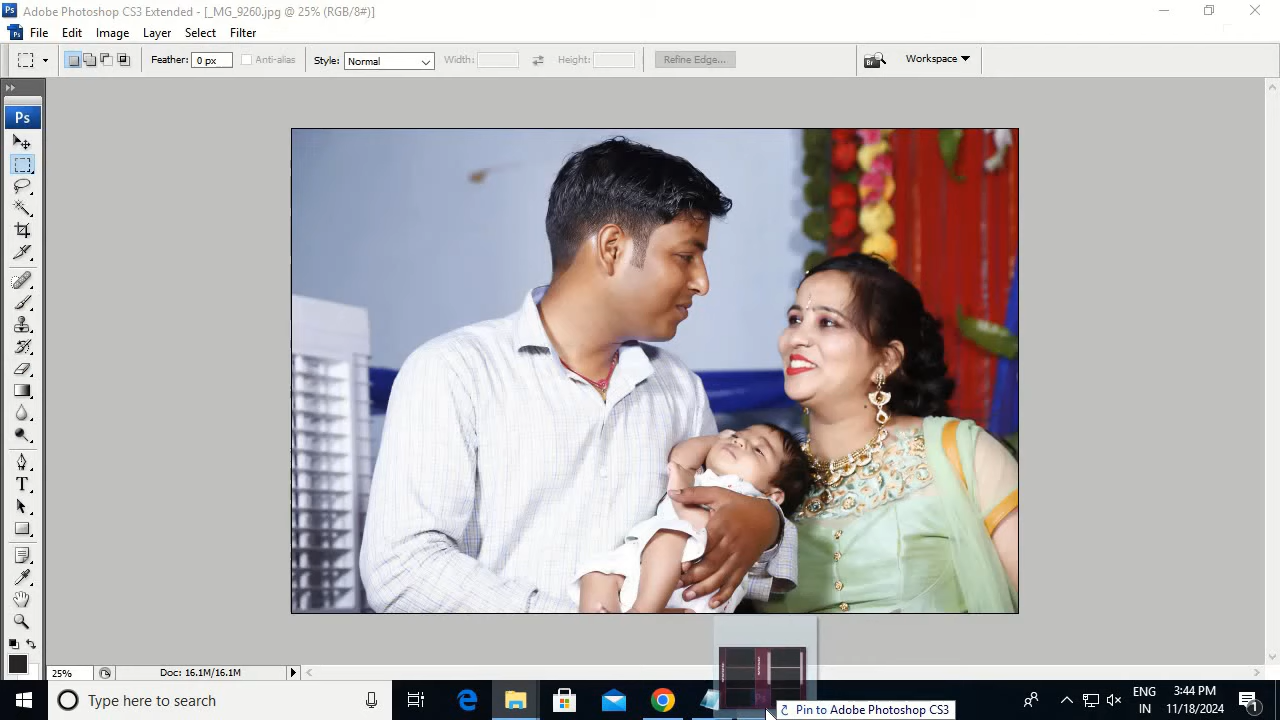 Adobe Photoshop CS3 Extended - [_MG_9260.jpg @ 25% (RGB/8#)]
File Edit Image Layer Select Filter
Feather: 0 px Anti-alias Style: Normal Width: Height: Refine Edge... Br Workspace
Ps
T
25% Doc: 16.1M/16.1M
Type here to search
Pin to Adobe Photoshop CS3
ENG
IN
3:44 PM
11/18/2024
1